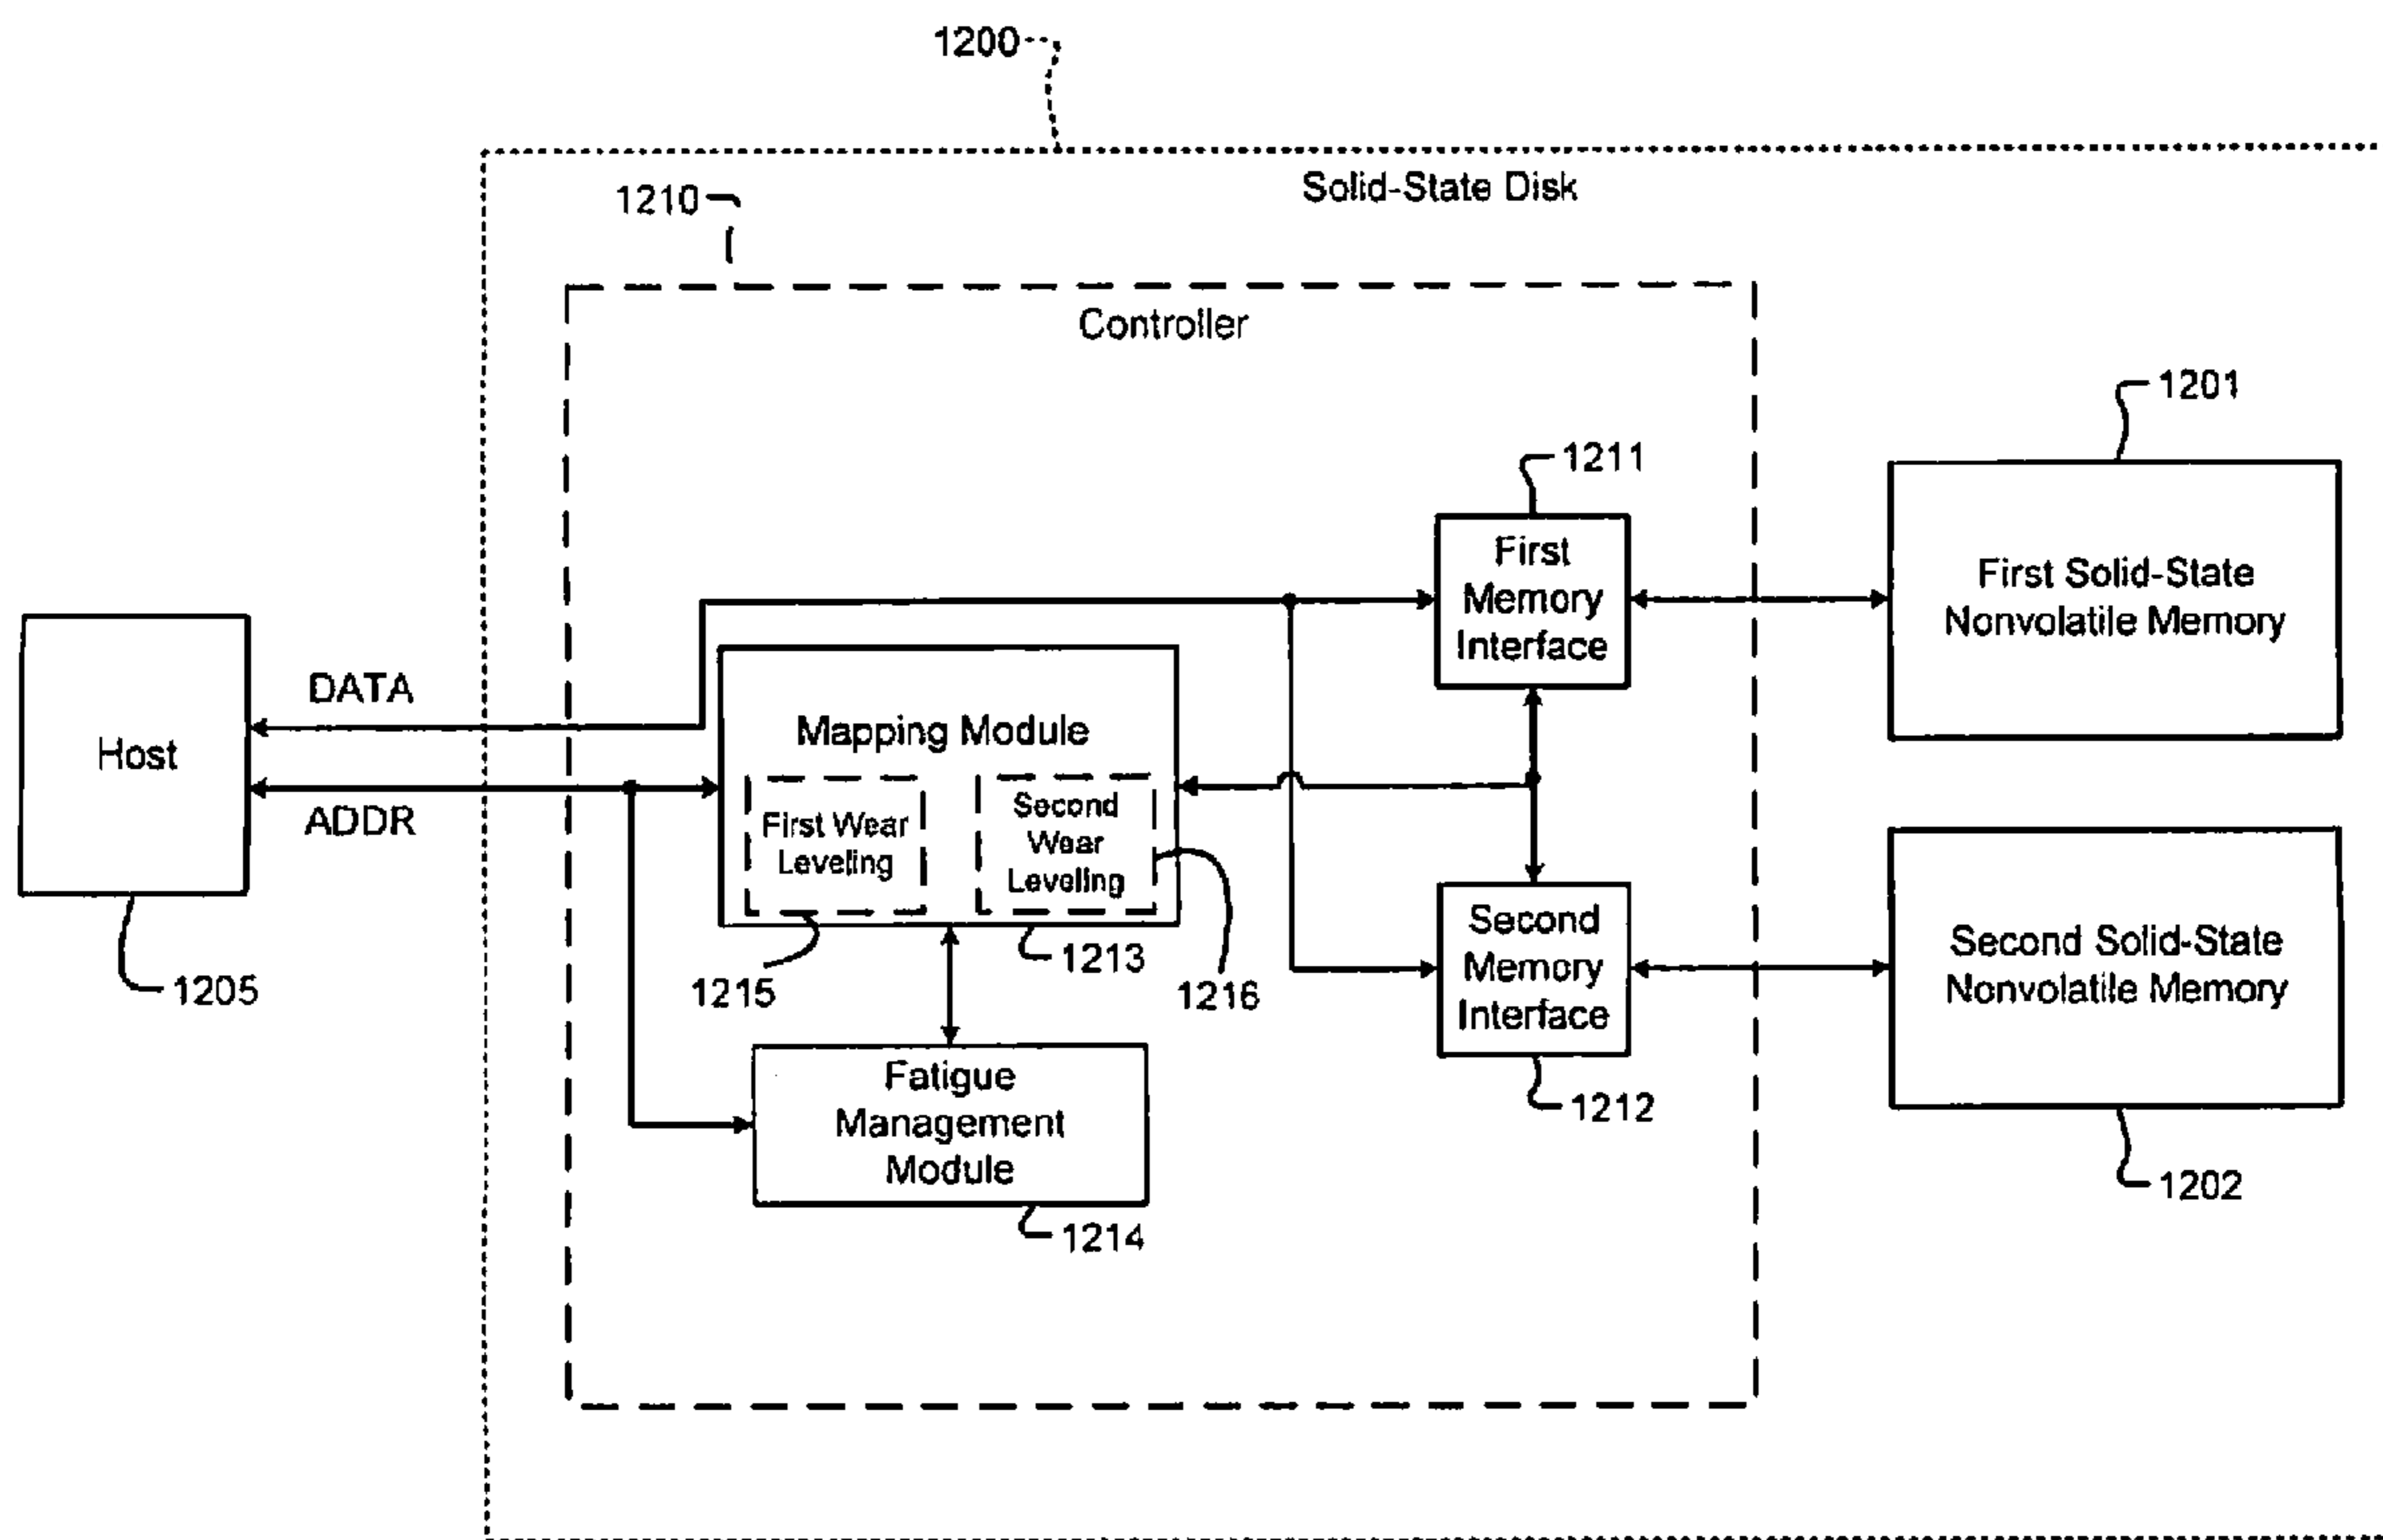 1200
Solid-State Disk
1210
Controller
1201
1211
First
Memory
Interface
First Solid-State
Nonvolatile Memory
DATA
Host
Mapping Module
ADDR
First Wear
Leveling
Second
Wear
Leveling
1205
1215
1213
1216
Second
Memory
Interface
Second Solid-State
Nonvolatile Memory
Fatigue
Management
Module
1212
1202
1214